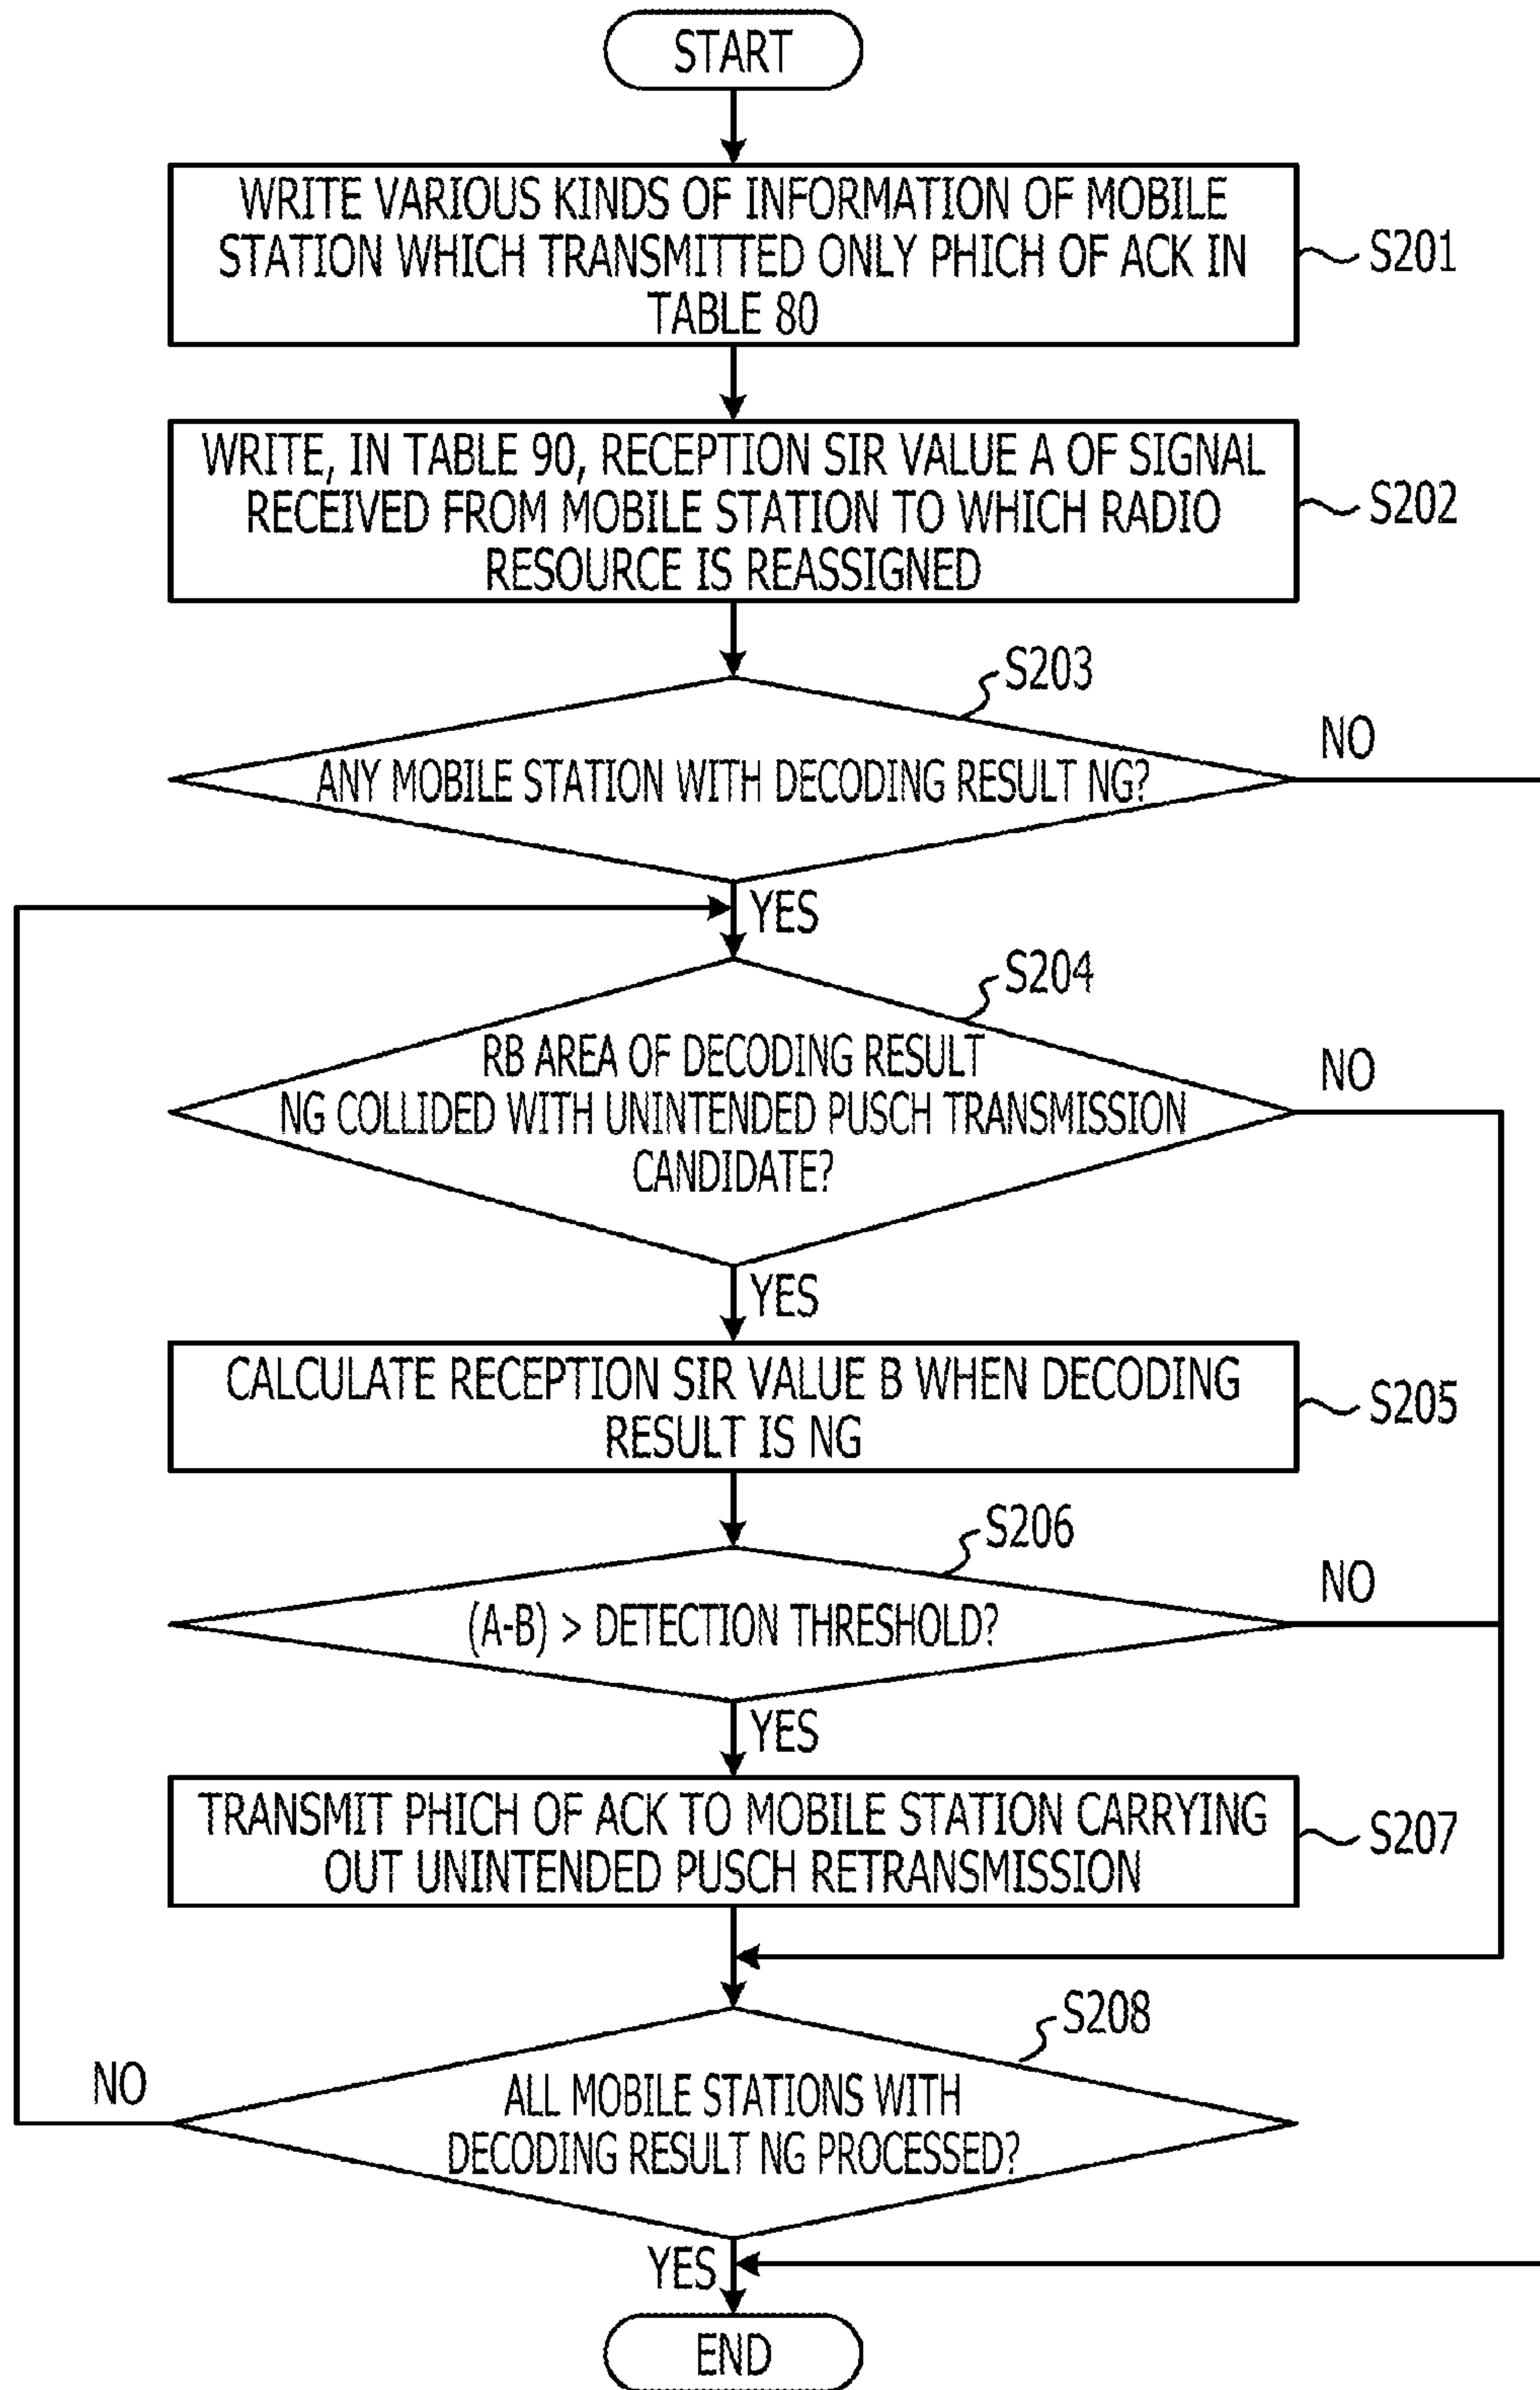 START
WRITE VARIOUS KINDS OF INFORMATION OF MOBILE
STATION WHICH TRANSMITTED ONLY PHICH OF ACK IN
TABLE 80
S201
WRITE, IN TABLE 90, RECEPTION SIR VALUE A OF SIGNAL
RECEIVED FROM MOBILE STATION TO WHICH RADIO
RESOURCE IS REASSIGNED
S202
S203
ANY MOBILE STATION WITH DECODING RESULT NG?
NO
YES
S204
RB AREA OF DECODING RESULT
NG COLLIDED WITH UNINTENDED PUSCH TRANSMISSION
CANDIDATE?
NO
YES
CALCULATE RECEPTION SIR VALUE B WHEN DECODING
RESULT IS NG
S205
S206
(A-B) > DETECTION THRESHOLD?
NO
YES
TRANSMIT PHICH OF ACK TO MOBILE STATION CARRYING
OUT UNINTENDED PUSCH RETRANSMISSION
S207
S208
ALL MOBILE STATIONS WITH
DECODING RESULT NG PROCESSED?
NO
YES
END